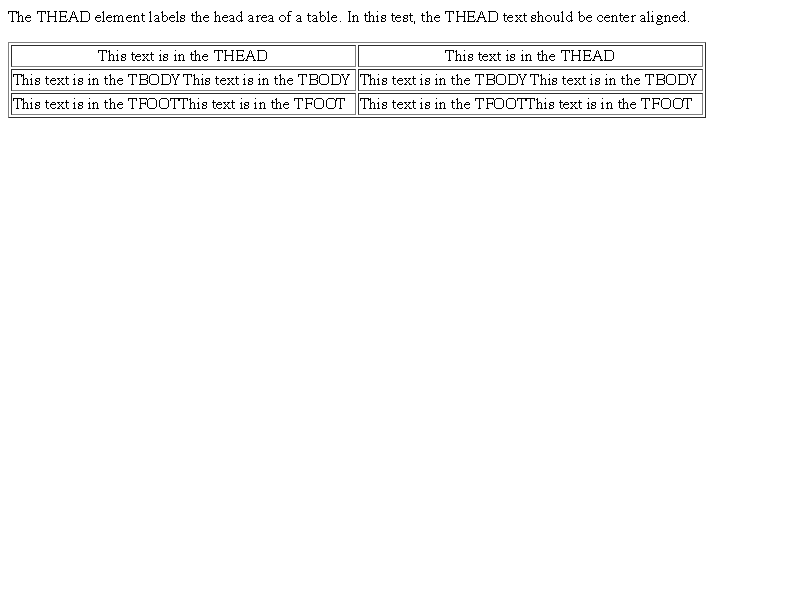 The THEAD element labels the head area of a table. In this test, the THEAD text should be center aligned.
This text is in the THEAD This text is in the THEAD
This text is in the TBODY This text is in the TBODY This text is in the TBODY This text is in the TBODY
This text is in the TFOOTThis text is in the TFOOT This text is in the TFOOTThis text is in the TFOOT